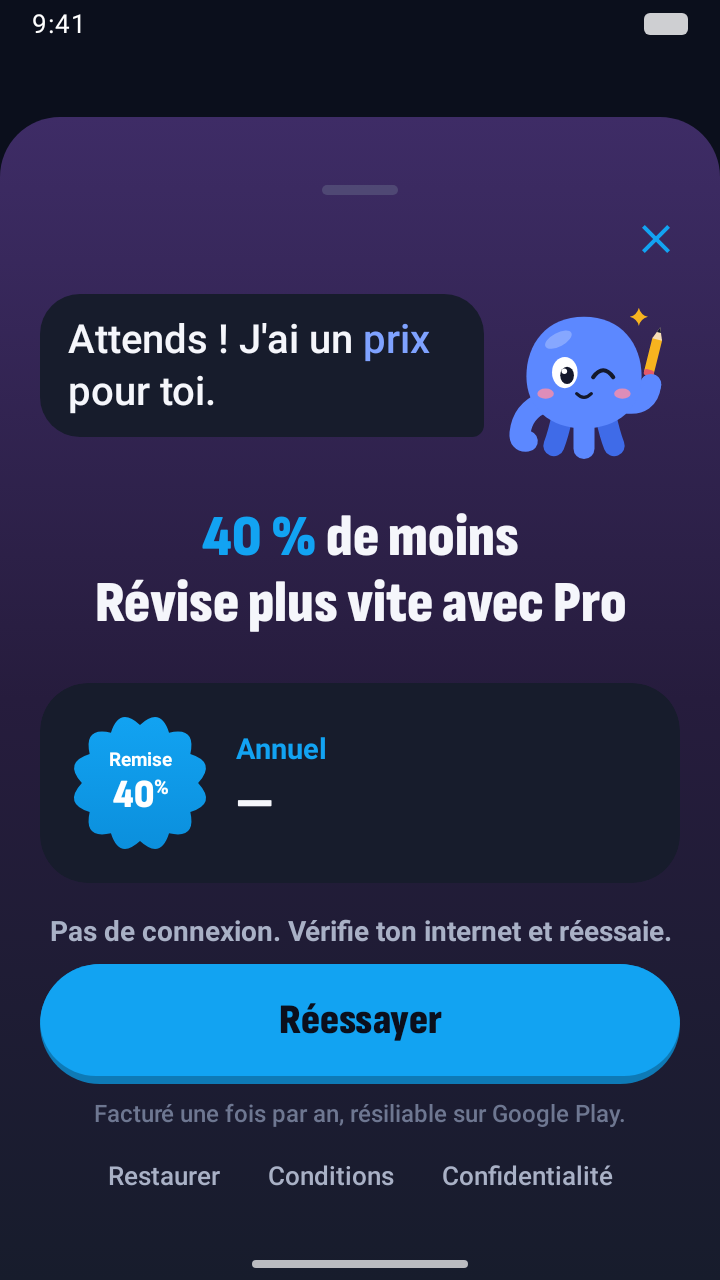 9:41
Attends ! J'ai un prix
pour toi.
40 % de moins
Révise plus vite avec Pro
Remise
40%
Annuel
—
Pas de connexion. Vérifie ton internet et réessaie.
Réessayer
Facturé une fois par an, résiliable sur Google Play.
Restaurer Conditions Confidentialité